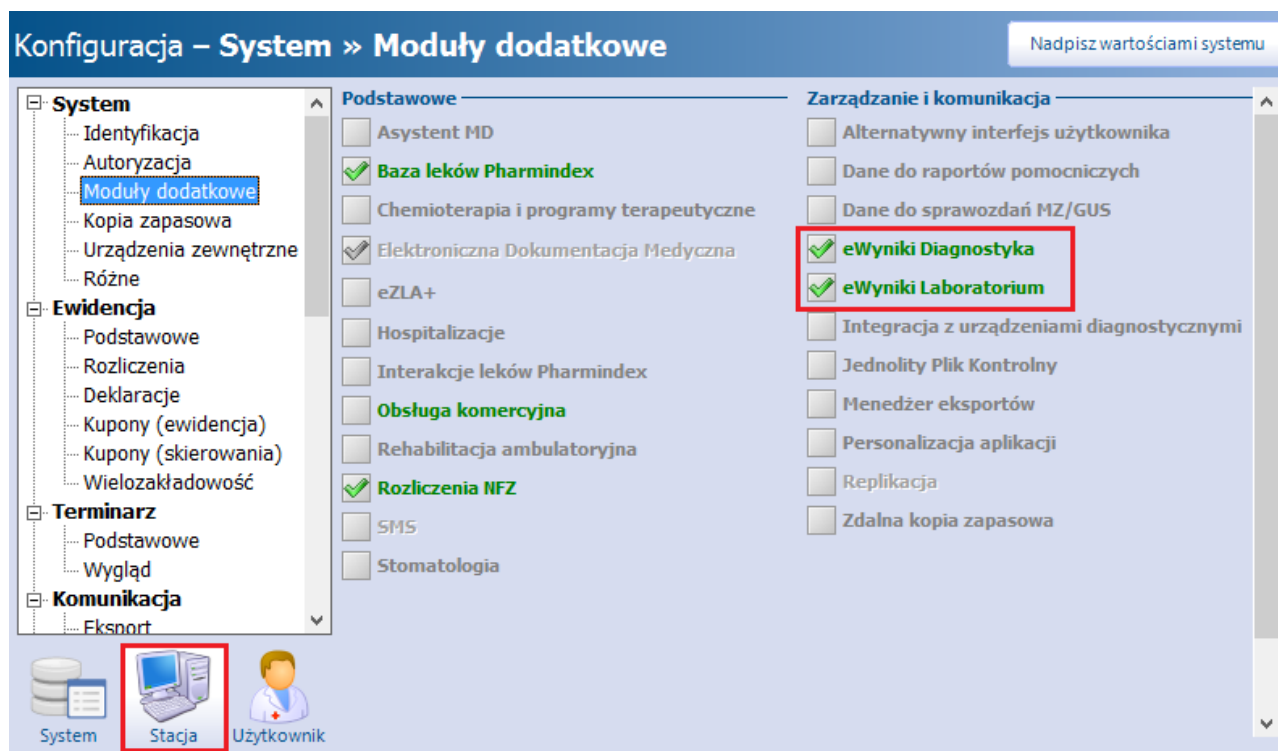 Konfiguracja – System » Moduły dodatkowe
Nadpisz wartościami systemu
System
Identyfikacja
Autoryzacja
Moduły dodatkowe
Kopia zapasowa
Urządzenia zewnętrzne
Różne
Ewidencja
Podstawowe
Rozliczenia
Deklaracje
Kupony (ewidencja)
Kupony (skierowania)
Wielozakładowość
Terminarz
Podstawowe
Wygląd
Komunikacja
Eksport
Podstawowe
Asystent MD
Baza leków Pharmindex
Chemioterapia i programy terapeutyczne
Elektroniczna Dokumentacja Medyczna
eZLA+
Hospitalizacje
Interakcje leków Pharmindex
Obsługa komercyjna
Rehabilitacja ambulatoryjna
Rozliczenia NFZ
SMS
Stomatologia
Zarządzanie i komunikacja
Alternatywny interfejs użytkownika
Dane do raportów pomocniczych
Dane do sprawozdań MZ/GUS
eWyniki Diagnostyka
eWyniki Laboratorium
Integracja z urządzeniami diagnostycznymi
Jednolity Plik Kontrolny
Menedżer eksportów
Personalizacja aplikacji
Replikacja
Zdalna kopia zapasowa
System
Stacja
Użytkownik